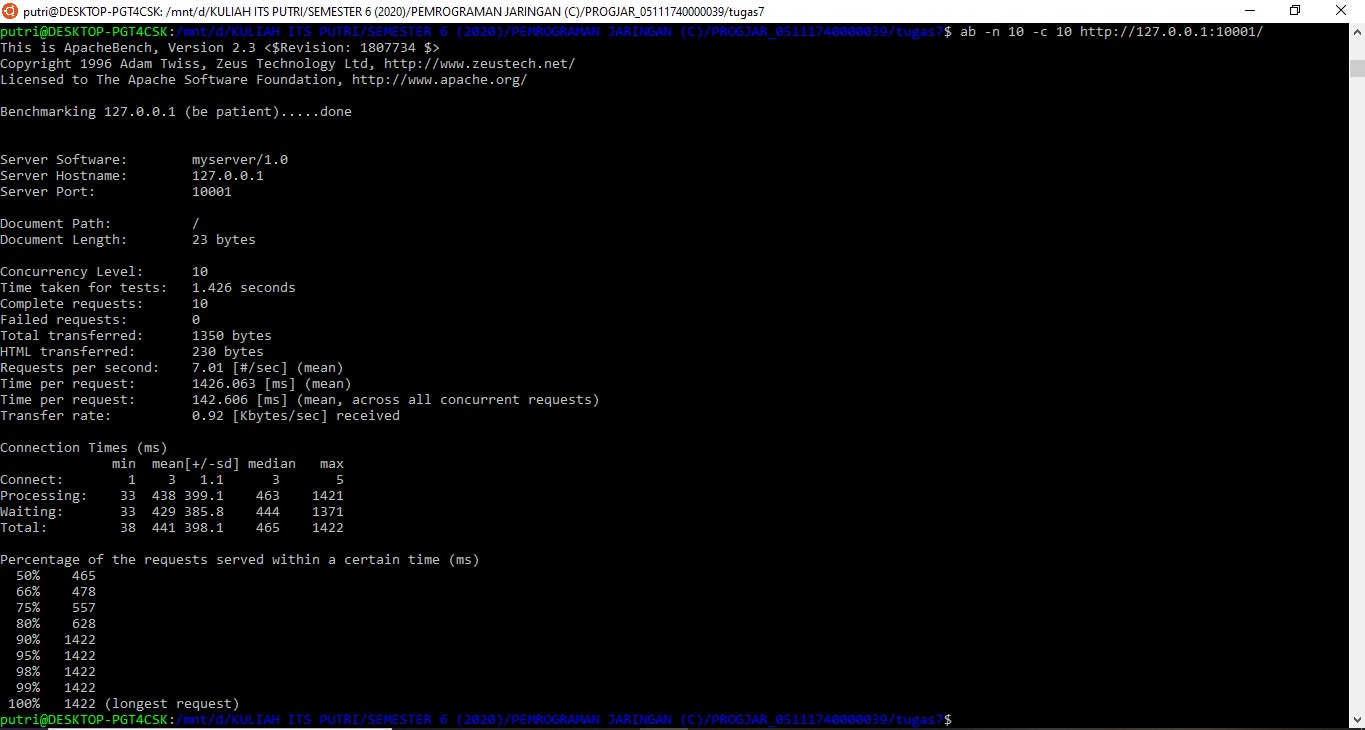 putri@DESKTOP-PGT4CSK: /mnt/d/KULIAH ITS PUTRI/SEMESTER 6 (2020)/PEMROGRAMAN JARINGAN (C)/PROGJAR_05111740000039/tugas7
putri@DESKTOP-PGT4CSK:/mnt/d/KULIAH ITS PUTRI/SEMESTER 6 (2020)/PEMROGRAMAN JARINGAN (C)/PROGJAR_05111740000039/tugas7$ ab -n 10 -c 10 http://127.0.0.1:10001/
This is ApacheBench, Version 2.3 <$Revision: 1807734 $>
Copyright 1996 Adam Twiss, Zeus Technology Ltd, http://www.zeustech.net/
Licensed to The Apache Software Foundation, http://www.apache.org/

Benchmarking 127.0.0.1 (be patient).....done


Server Software:        myserver/1.0
Server Hostname:        127.0.0.1
Server Port:            10001

Document Path:          /
Document Length:        23 bytes

Concurrency Level:      10
Time taken for tests:   1.426 seconds
Complete requests:      10
Failed requests:        0
Total transferred:      1350 bytes
HTML transferred:       230 bytes
Requests per second:    7.01 [#/sec] (mean)
Time per request:       1426.063 [ms] (mean)
Time per request:       142.606 [ms] (mean, across all concurrent requests)
Transfer rate:          0.92 [Kbytes/sec] received

Connection Times (ms)
              min  mean[+/-sd] median   max
Connect:        1    3   1.1      3       5
Processing:    33  438 399.1    463    1421
Waiting:       33  429 385.8    444    1371
Total:         38  441 398.1    465    1422

Percentage of the requests served within a certain time (ms)
  50%    465
  66%    478
  75%    557
  80%    628
  90%   1422
  95%   1422
  98%   1422
  99%   1422
 100%   1422 (longest request)
putri@DESKTOP-PGT4CSK:/mnt/d/KULIAH ITS PUTRI/SEMESTER 6 (2020)/PEMROGRAMAN JARINGAN (C)/PROGJAR_05111740000039/tugas7$